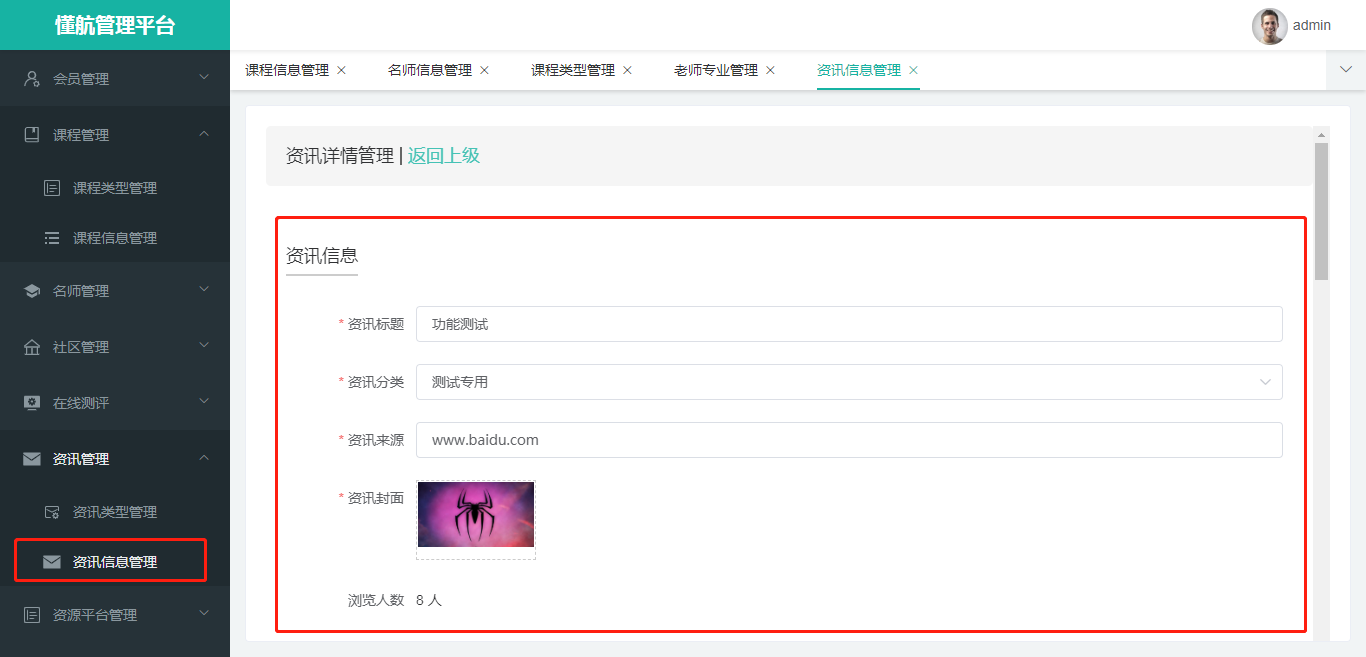 懂航管理平台
admin
会员管理
课程管理
课程类型管理
课程信息管理
名师管理
社区管理
在线测评
资讯管理
资讯类型管理
资讯信息管理
资源平台管理
课程信息管理 × 名师信息管理 × 课程类型管理 × 老师专业管理 × 资讯信息管理 ×
资讯详情管理 | 返回上级
资讯信息
* 资讯标题 功能测试
* 资讯分类 测试专用
* 资讯来源 www.baidu.com
* 资讯封面
浏览人数 8 人